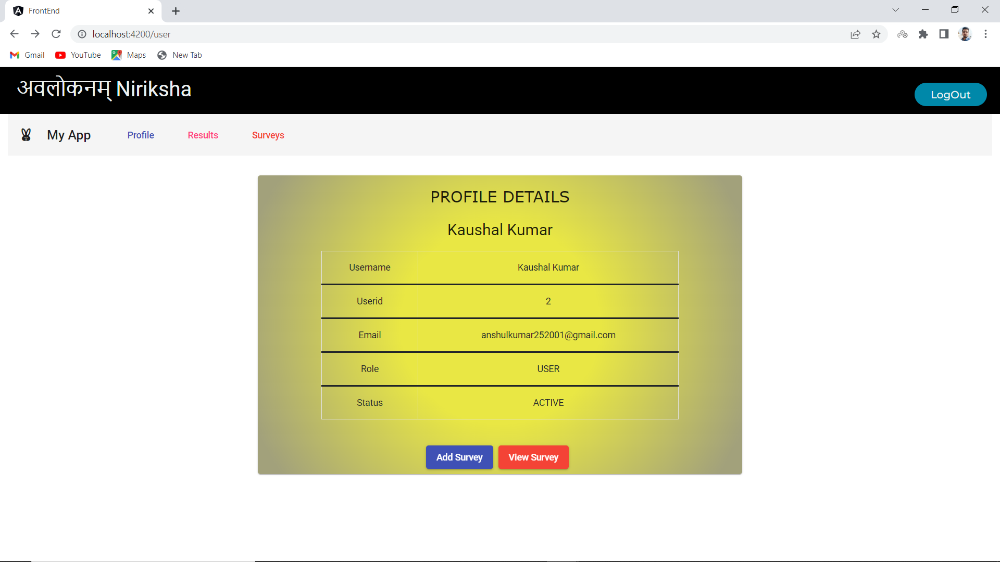 FrontEnd
localhost:4200/user
Gmail YouTube Maps New Tab
अवलोकनम् Niriksha
LogOut
My App Profile Results Surveys
PROFILE DETAILS
Kaushal Kumar
Username Kaushal Kumar
Userid 2
Email anshulkumar252001@gmail.com
Role USER
Status ACTIVE
Add Survey View Survey